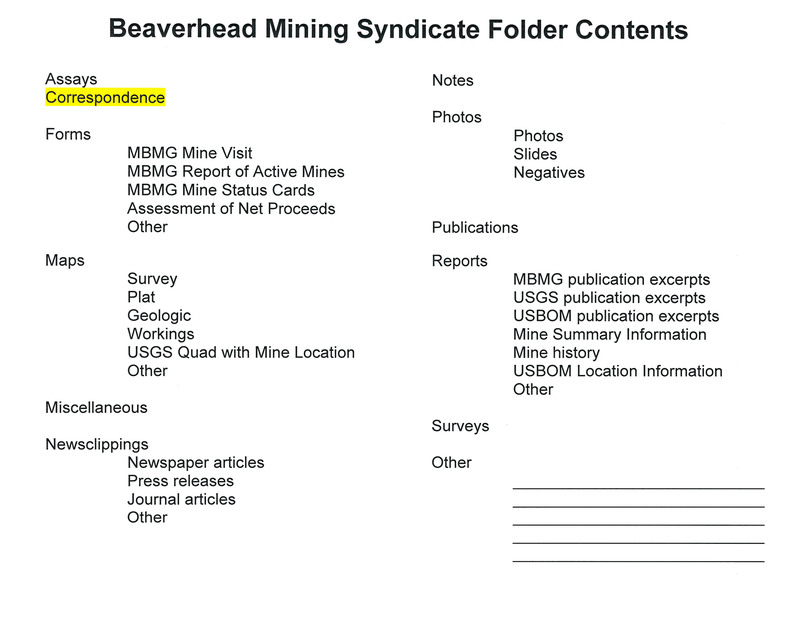 Beaverhead Mining Syndicate Folder Contents
Assays
Correspondence
Forms
MBMG Mine Visit
MBMG Report of Active Mines
MBMG Mine Status Cards
Assessment of Net Proceeds
Other
Maps
Survey
Plat
Geologic
Workings
USGS Quad with Mine Location
Other
Miscellaneous
Newsclippings
Newspaper articles
Press releases
Journal articles
Other
Notes
Photos
Photos
Slides
Negatives
Publications
Reports
MBMG publication excerpts
USGS publication excerpts
USBOM publication excerpts
Mine Summary Information
Mine history
USBOM Location Information
Other
Surveys
Other